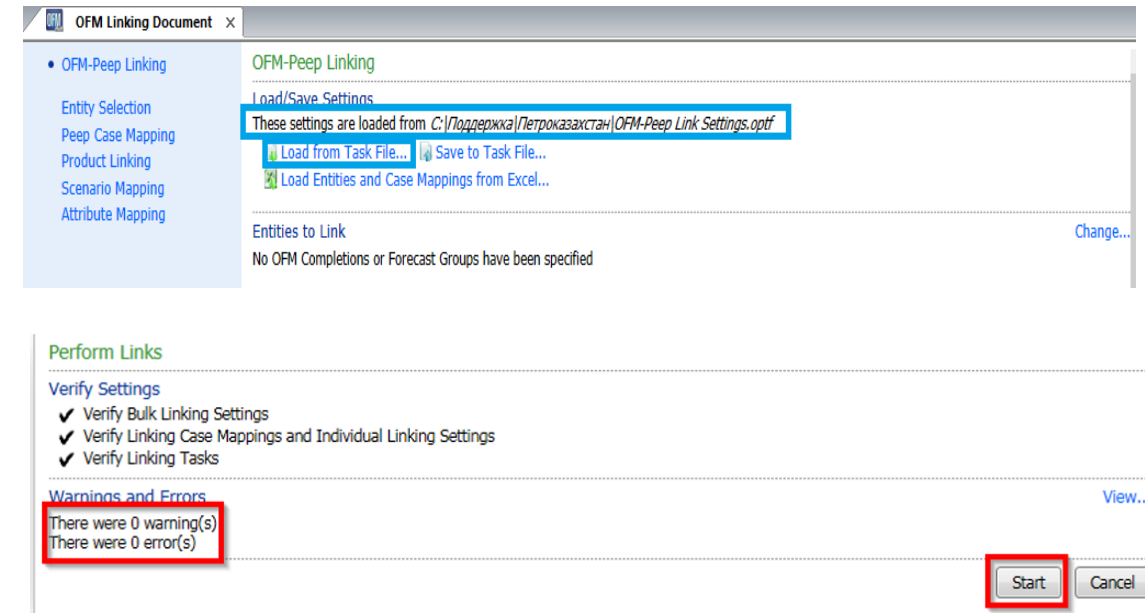 OFM OFM Linking Document x
• OFM-Peep Linking
Entity Selection
Peep Case Mapping
Product Linking
Scenario Mapping
Attribute Mapping
OFM-Peep Linking
Load/Save Settings
These settings are loaded from C:|Поддержка|Петроказахстан|OFM-Peep Link Settings.optf
Load from Task File... Save to Task File...
Load Entities and Case Mappings from Excel...
Entities to Link Change...
No OFM Completions or Forecast Groups have been specified
Perform Links
Verify Settings
✔ Verify Bulk Linking Settings
✔ Verify Linking Case Mappings and Individual Linking Settings
✔ Verify Linking Tasks
Warnings and Errors View..
There were 0 warning(s)
There were 0 error(s)
Start Cancel